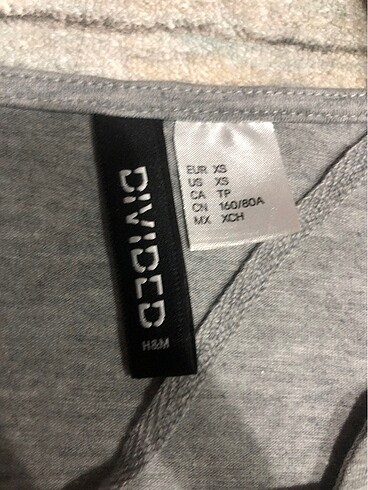 DIVIDED
H&M
EUR XS
US XS
CA TP
CN 160/80A
MX XCH